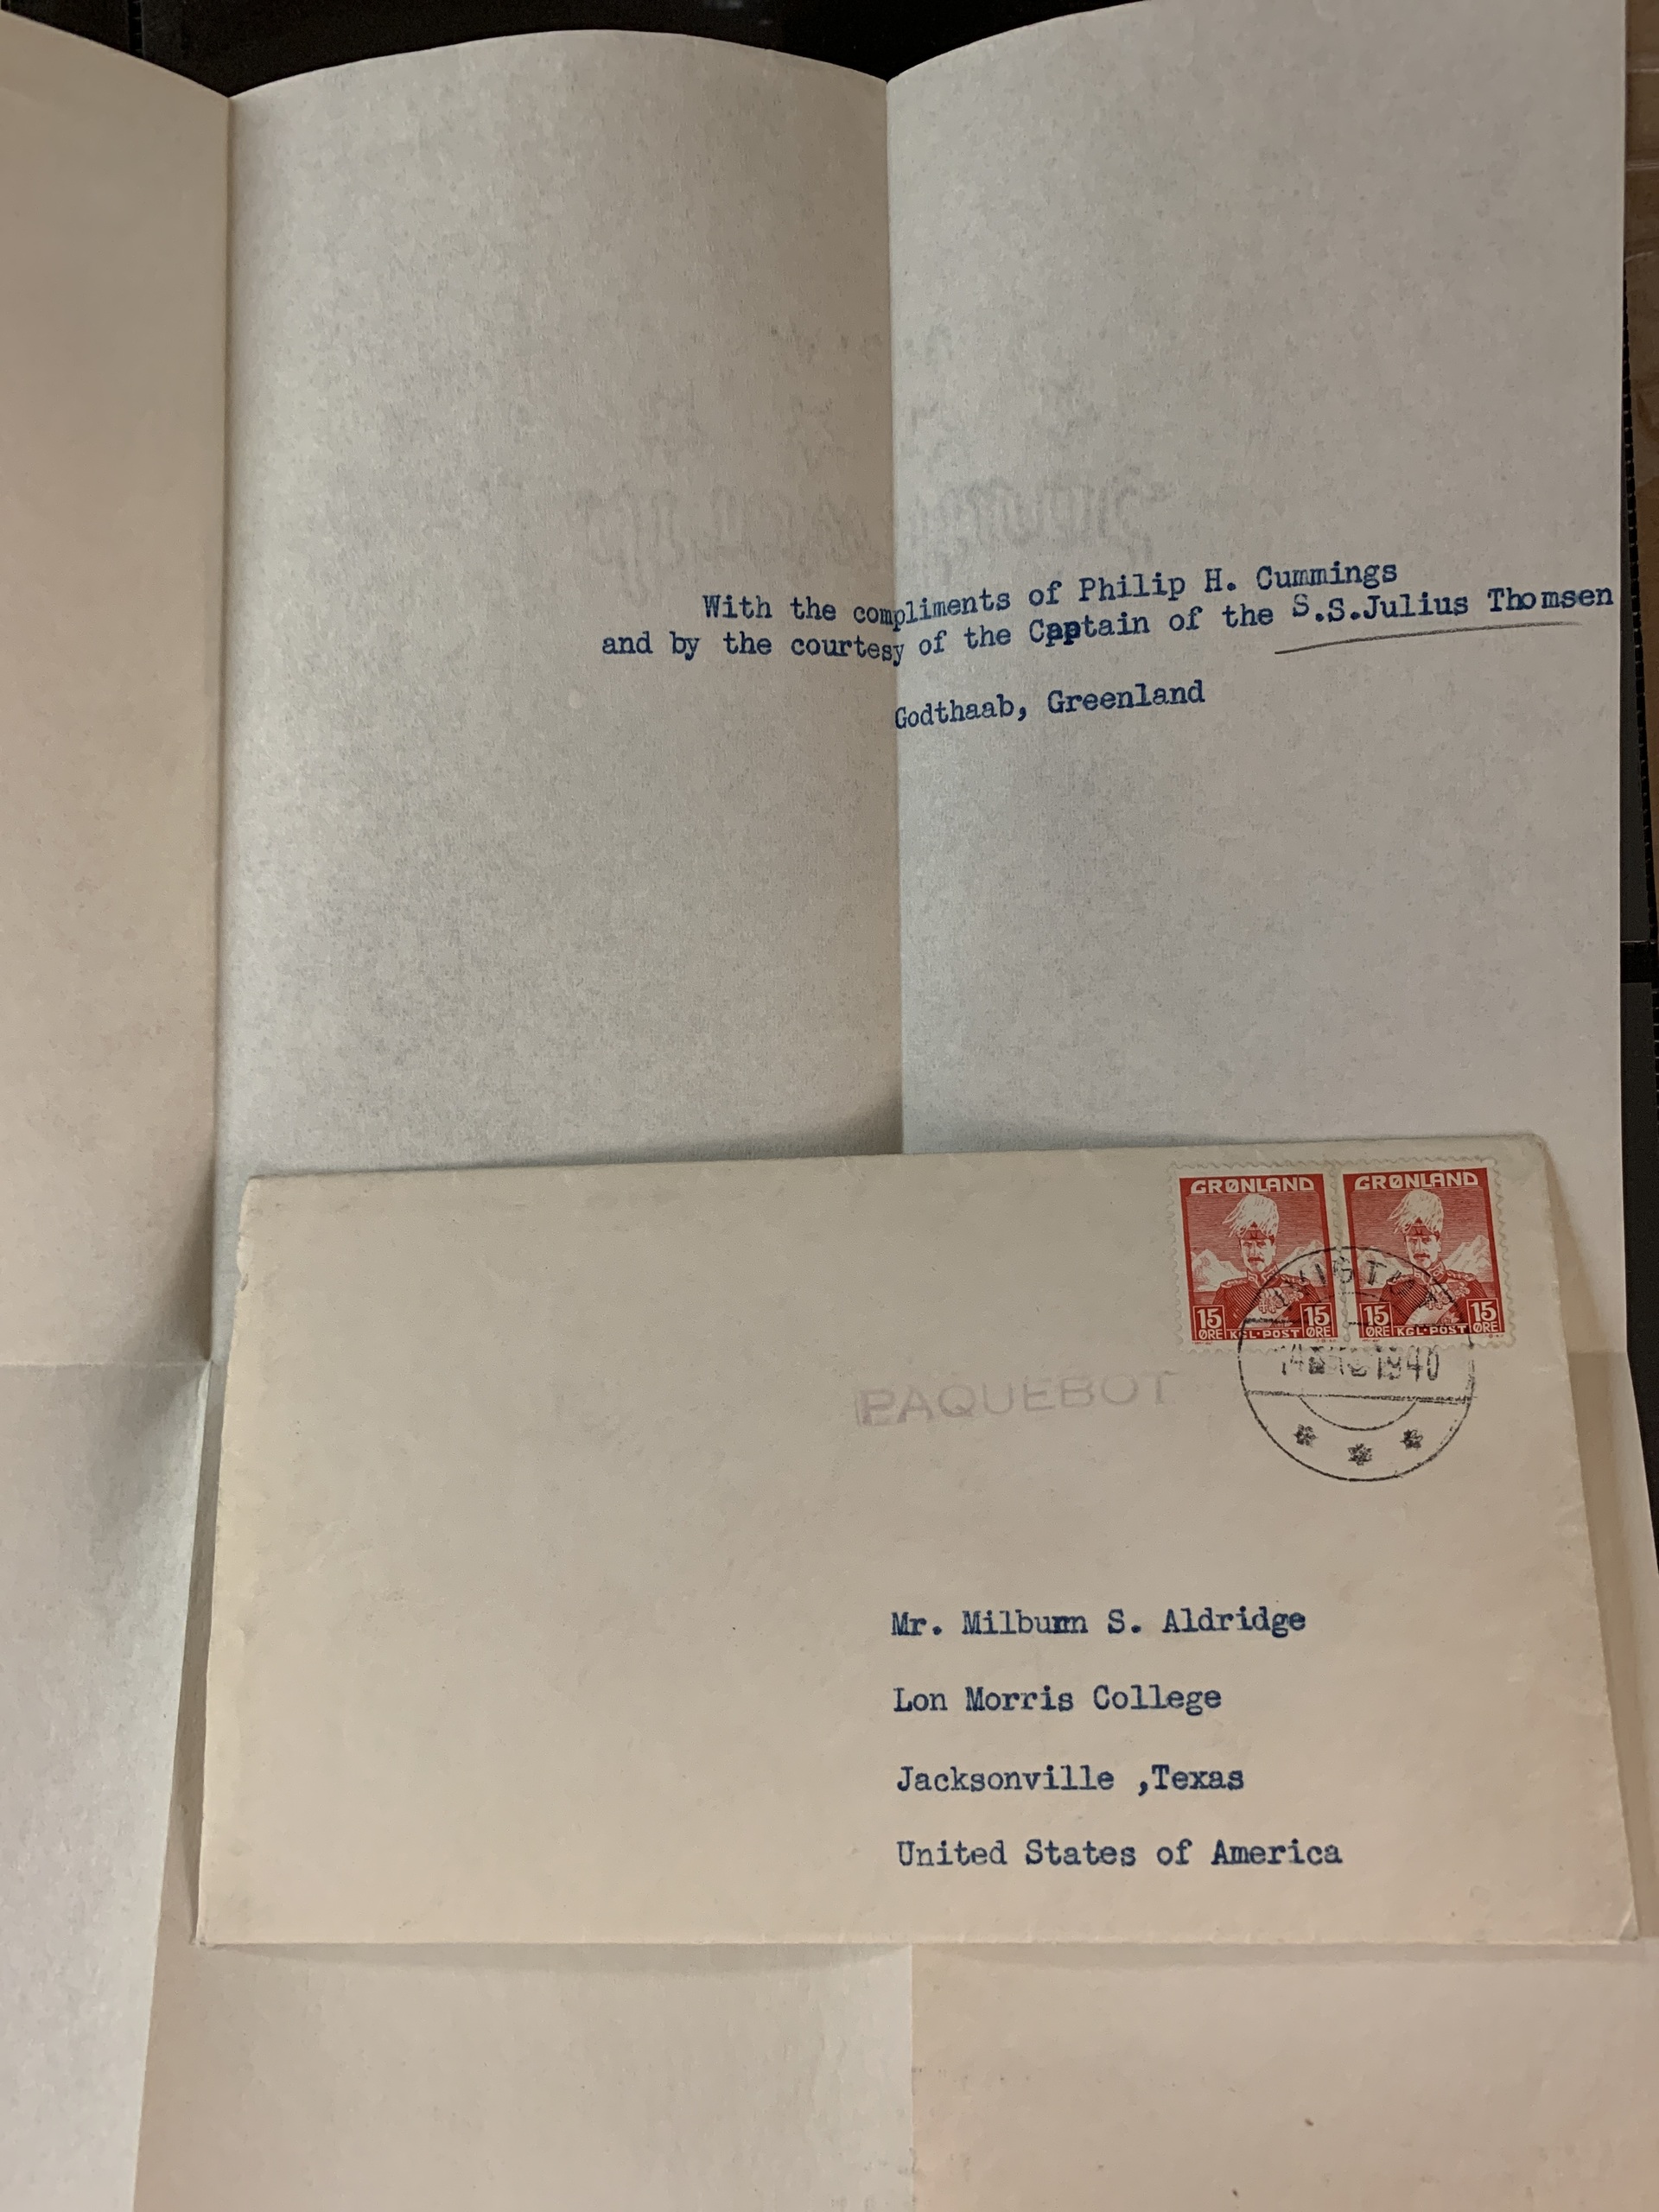 With the compliments of Philip H. Cummings
and by the courtesy of the Captain of the S.S.Julius Thomsen
Godthaab, Greenland
GRØNLAND GRØNLAND
15 ØRE KGL·POST 15 ØRE 15 ØRE KGL·POST 15 ØRE
1940
PAQUEBOT
Mr. Milburn S. Aldridge
Lon Morris College
Jacksonville ,Texas
United States of America